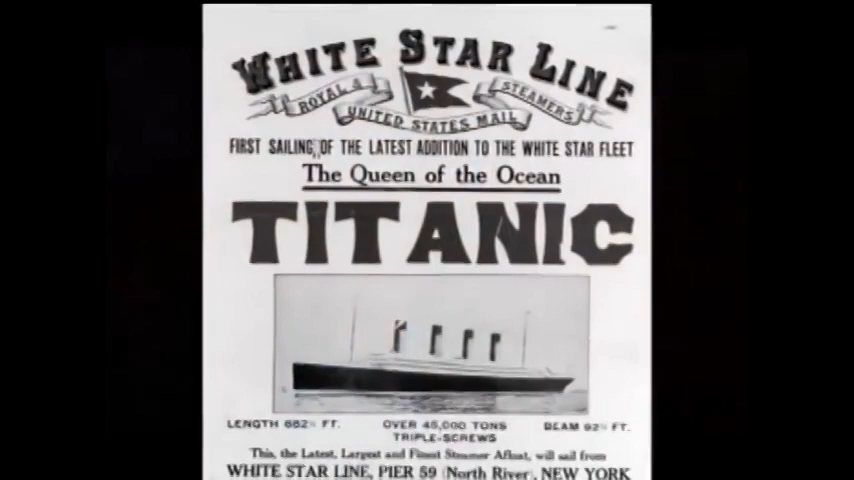 WHITE STAR LINE
ROYAL & STEAMERS
UNITED STATES MAIL
FIRST SAILING, OF THE LATEST ADDITION TO THE WHITE STAR FLEET
The Queen of the Ocean
TITANIC
LENGTH 882½ FT. OVER 45,000 TONS BEAM 92½ FT.
TRIPLE-SCREWS
This, the Latest, Largest and Finest Steamer Afloat, will sail from
WHITE STAR LINE, PIER 59 (North River), NEW YORK